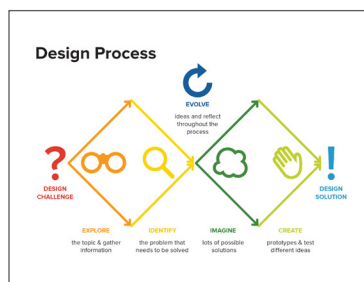 Design Process
EVOLVE
ideas and reflect
throughout the
process
?
DESIGN
CHALLENGE
!
DESIGN
SOLUTION
EXPLORE
the topic & gather
information
IDENTIFY
the problem that
needs to be solved
IMAGINE
lots of possible
solutions
CREATE
prototypes & test
different ideas